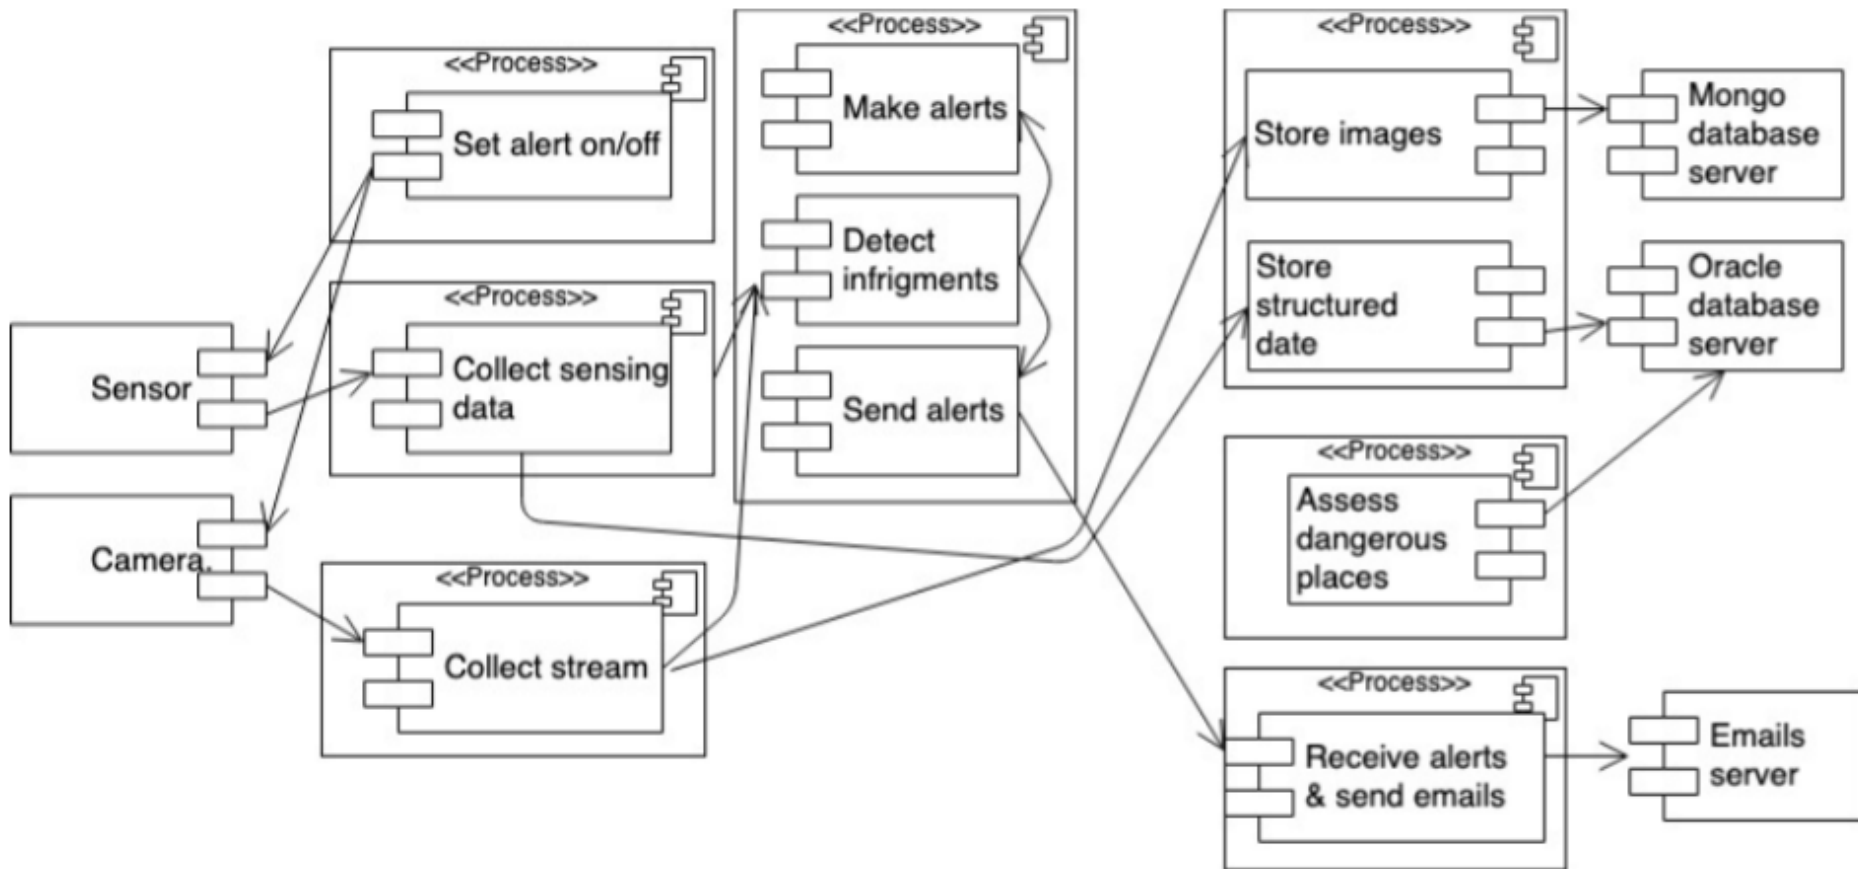 <<Process>>
Set alert on/off
<<Process>>
Collect sensing
data
<<Process>>
Collect stream
Sensor
Camera.
<<Process>>
Make alerts
Detect
infrigments
Send alerts
<<Process>>
Store images
Store
structured
date
<<Process>>
Assess
dangerous
places
<<Process>>
Receive alerts
& send emails
Mongo
database
server
Oracle
database
server
Emails
server